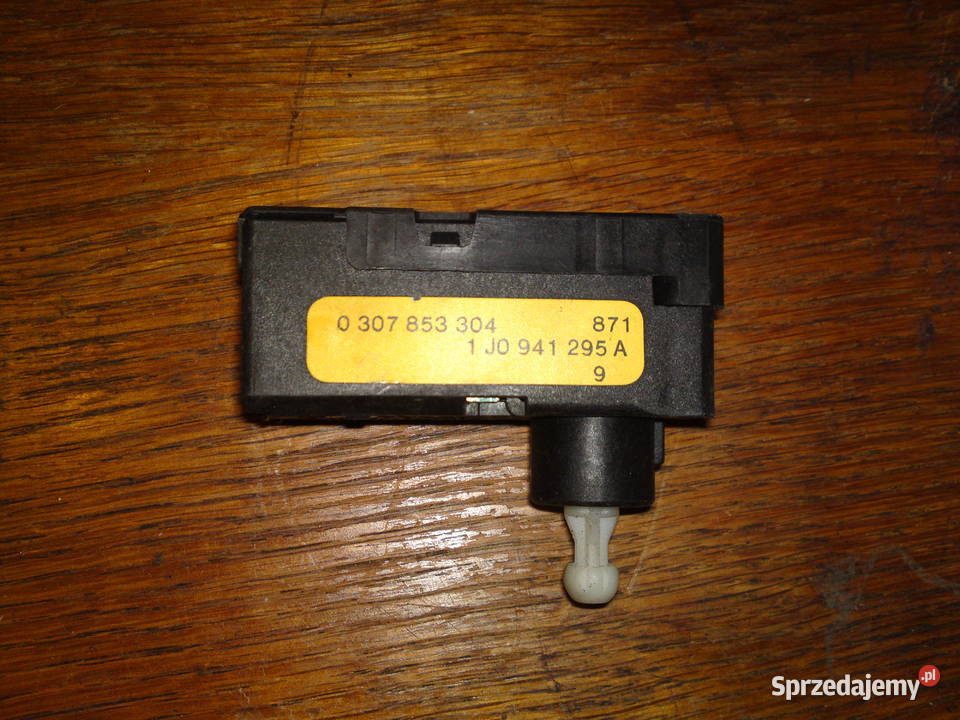 0 307 853 304 871
1 J0 941 295 A
9
Sprzedajemy.pl